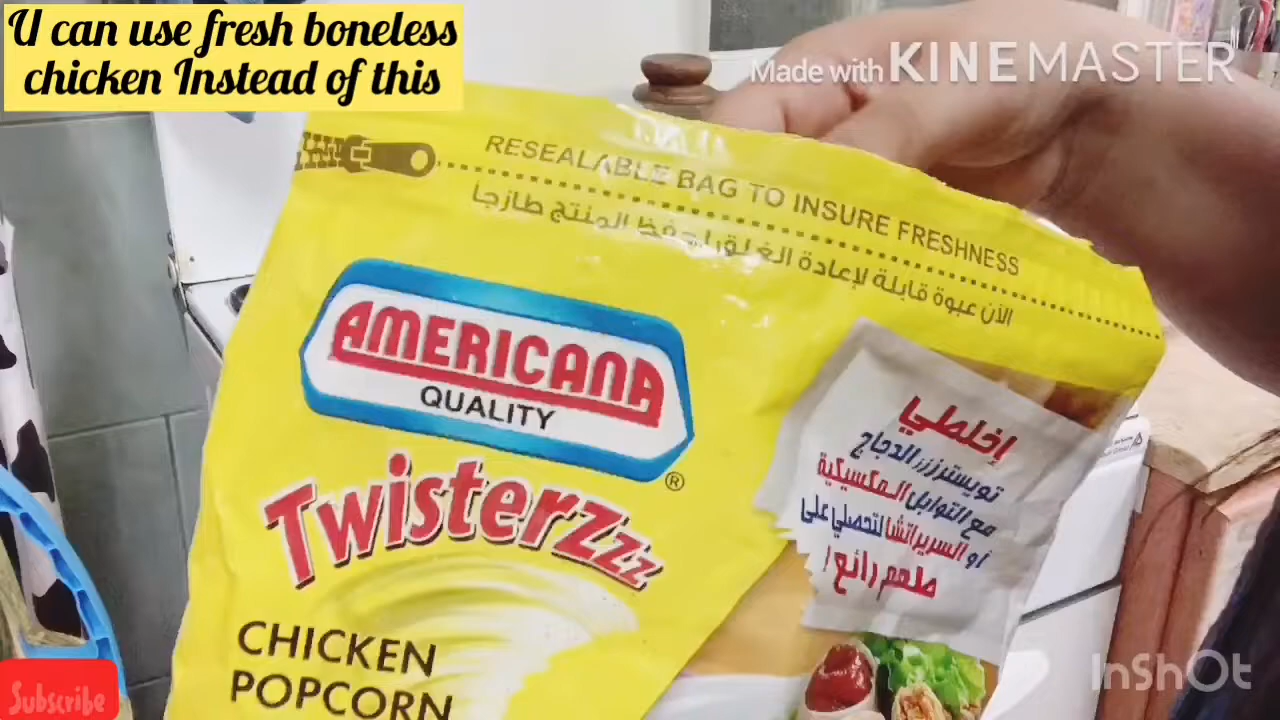 U can use fresh boneless
chicken Instead of this
Made with KINEMASTER
RESEALABLE BAG TO INSURE FRESHNESS
الآن عبوة قابلة لإعادة الغلق لحفظ المنتج طازجا
AMERICANA
QUALITY
®
Twisterzzz
CHICKEN
POPCORN
إخلطي
تويسترززز الدجاج
مع التوابل المكسيكية
أو السريراتشا لتحصلي على
طعم رائع!
Subscribe
InShOt